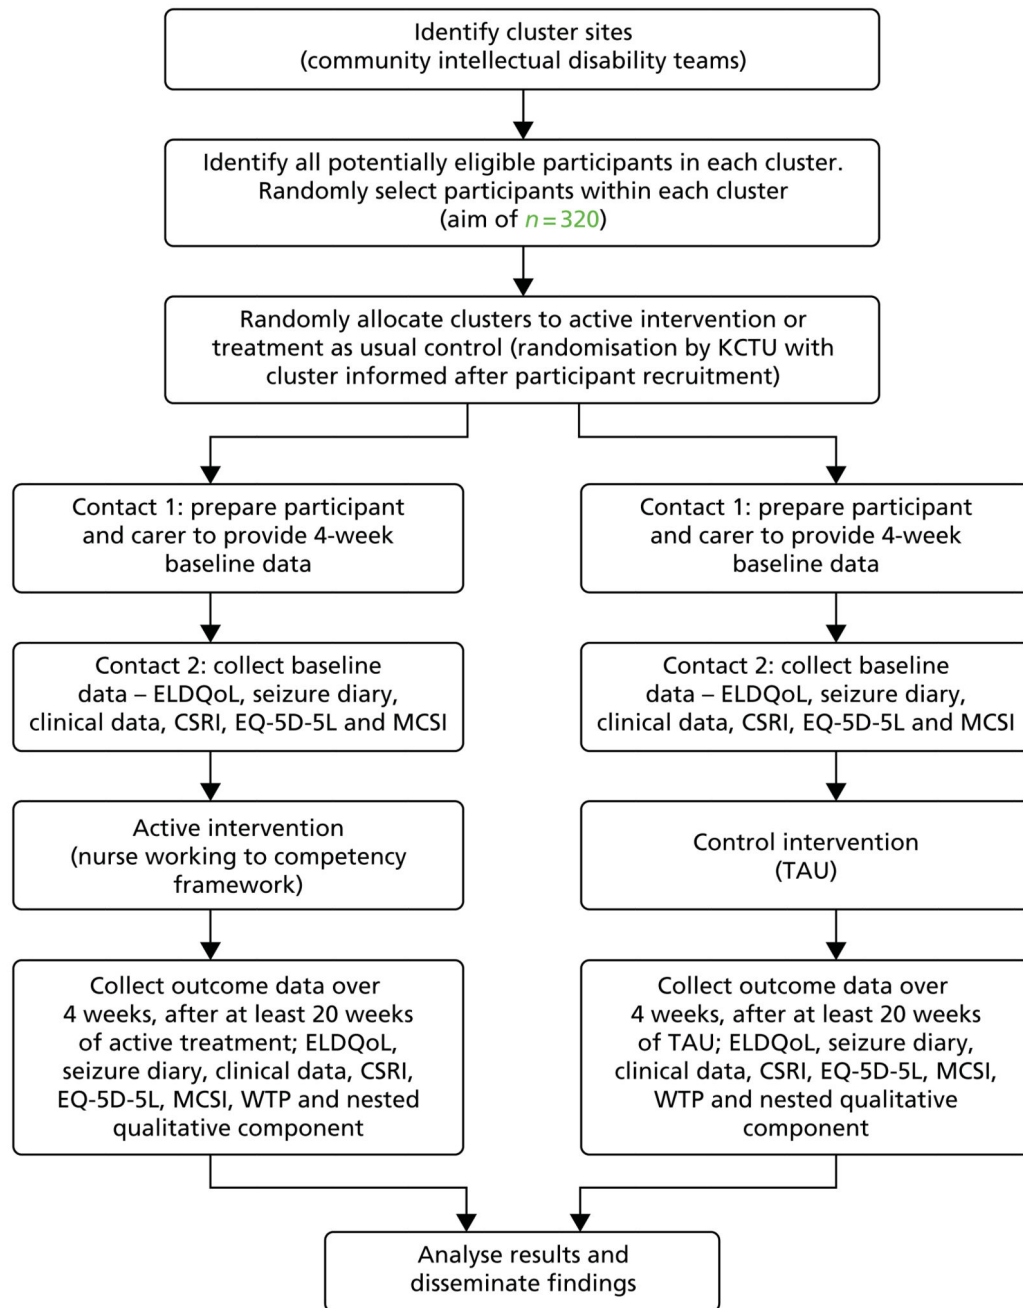 Identify cluster sites
(community intellectual disability teams)
Identify all potentially eligible participants in each cluster.
Randomly select participants within each cluster
(aim of n = 320)
Randomly allocate clusters to active intervention or
treatment as usual control (randomisation by KCTU with
cluster informed after participant recruitment)
Contact 1: prepare participant
and carer to provide 4-week
baseline data
Contact 2: collect baseline
data – ELDQoL, seizure diary,
clinical data, CSRI, EQ-5D-5L and MCSI
Active intervention
(nurse working to competency
framework)
Collect outcome data over
4 weeks, after at least 20 weeks
of active treatment; ELDQoL,
seizure diary, clinical data, CSRI,
EQ-5D-5L, MCSI, WTP and nested
qualitative component
Contact 1: prepare participant
and carer to provide 4-week
baseline data
Contact 2: collect baseline
data – ELDQoL, seizure diary,
clinical data, CSRI, EQ-5D-5L and MCSI
Control intervention
(TAU)
Collect outcome data over
4 weeks, after at least 20 weeks
of TAU; ELDQoL, seizure diary,
clinical data, CSRI, EQ-5D-5L, MCSI,
WTP and nested qualitative
component
Analyse results and
disseminate findings